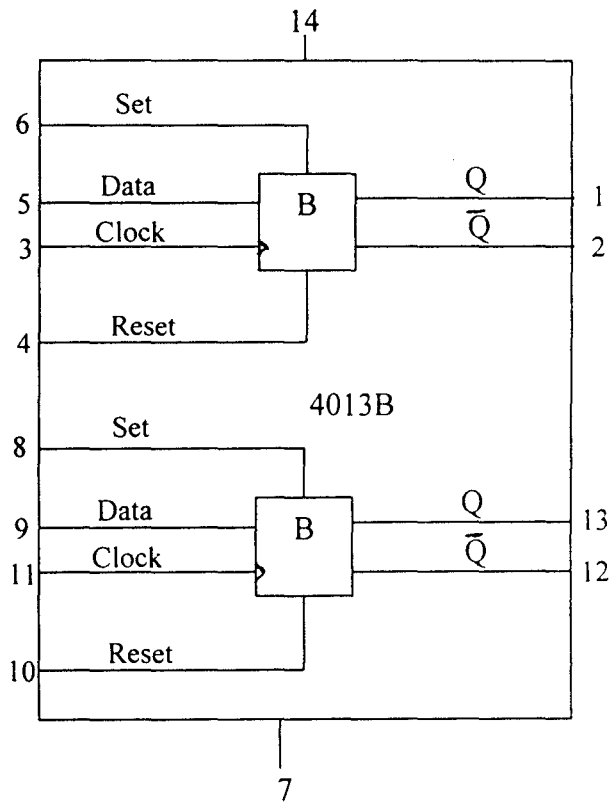 14
6 Set
Data B Q 1
5
Clock Q̅ 2
3
Reset
4
4013B
8 Set
Data B Q 13
9
Clock Q̅ 12
11
Reset
10
7